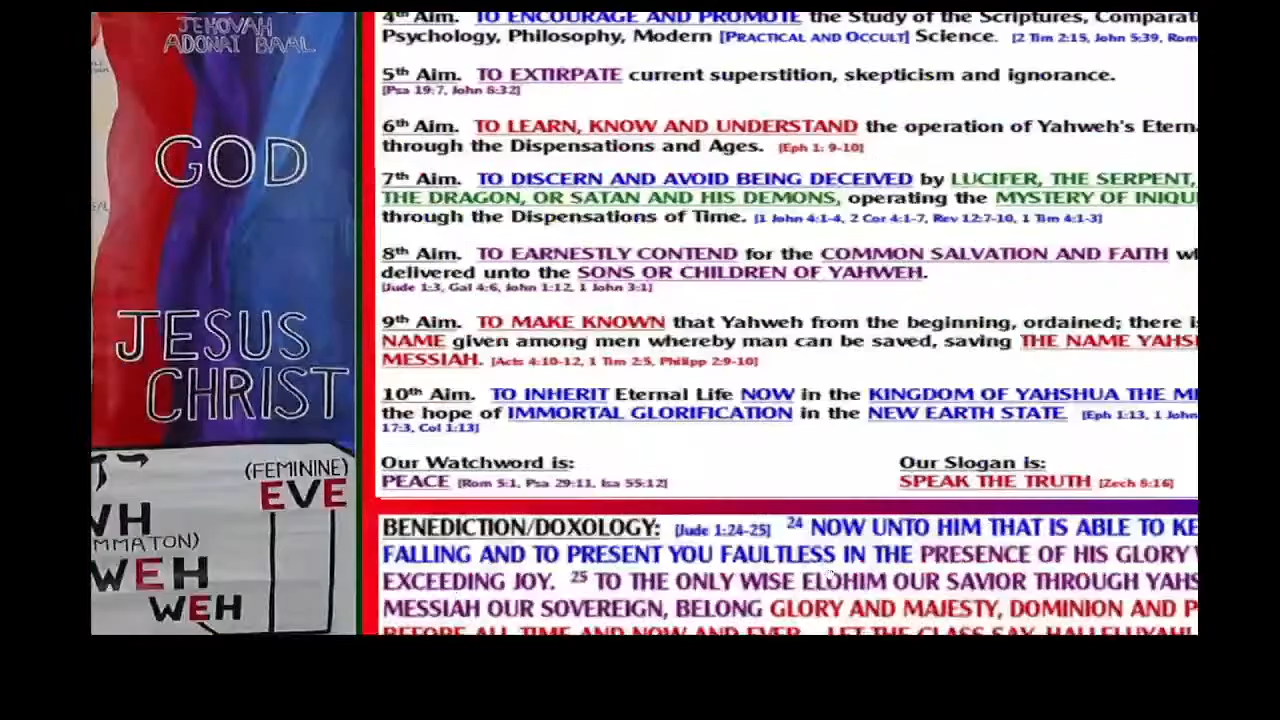 JEHOVAH
ADONAI BAAL
GOD
JESUS
CHRIST
(FEMININE)
EVE
MMATON)
WEH
WEH
4th Aim. TO ENCOURAGE AND PROMOTE the Study of the Scriptures,
Psychology, Philosophy, Modern [PRACTICAL AND OCCULT] Science. [2 Tim 2:15, John 5:39,
5th Aim. TO EXTIRPATE current superstition, skepticism and ignorance.
[Psa 19:7, John 8:32]
6th Aim. TO LEARN, KNOW AND UNDERSTAND the operation of Yahweh's
through the Dispensations and Ages. [Eph 1: 9-10]
7th Aim. TO DISCERN AND AVOID BEING DECEIVED by LUCIFER, THE SERPENT,
THE DRAGON, OR SATAN AND HIS DEMONS, operating the MYSTERY OF
through the Dispensations of Time. [1 John 4:1-4, 2 Cor 4:1-7, Rev 12:7-10, 1 Tim 4:1-3]
8th Aim. TO EARNESTLY CONTEND for the COMMON SALVATION AND FAITH
delivered unto the SONS OR CHILDREN OF YAHWEH.
[Jude 1:3, Gal 4:6, John 1:12, 1 John 3:1]
9th Aim. TO MAKE KNOWN that Yahweh from the beginning, ordained; there is
NAME given among men whereby man can be saved, saving THE NAME
MESSIAH. [Acts 4:10-12, 1 Tim 2:5, Philipp 2:9-10]
10th Aim. TO INHERIT Eternal Life NOW in the KINGDOM OF YAHSHUA THE
the hope of IMMORTAL GLORIFICATION in the NEW EARTH STATE [Eph 1:13, 1 John
17:3, Col 1:13]
Our Watchword is: Our Slogan is:
PEACE [Rom 5:1, Psa 29:11, Isa 55:12] SPEAK THE TRUTH [Zech 8:16]
BENEDICTION/DOXOLOGY: [Jude 1:24-25] 24 NOW UNTO HIM THAT IS ABLE TO
FALLING AND TO PRESENT YOU FAULTLESS IN THE PRESENCE OF HIS GLORY
EXCEEDING JOY. 25 TO THE ONLY WISE ELOHIM OUR SAVIOR THROUGH
MESSIAH OUR SOVEREIGN, BELONG GLORY AND MAJESTY, DOMINION AND
BEFORE ALL TIME AND NOW AND EVER. LET THE CLASS SAY, HALLELUYAH!